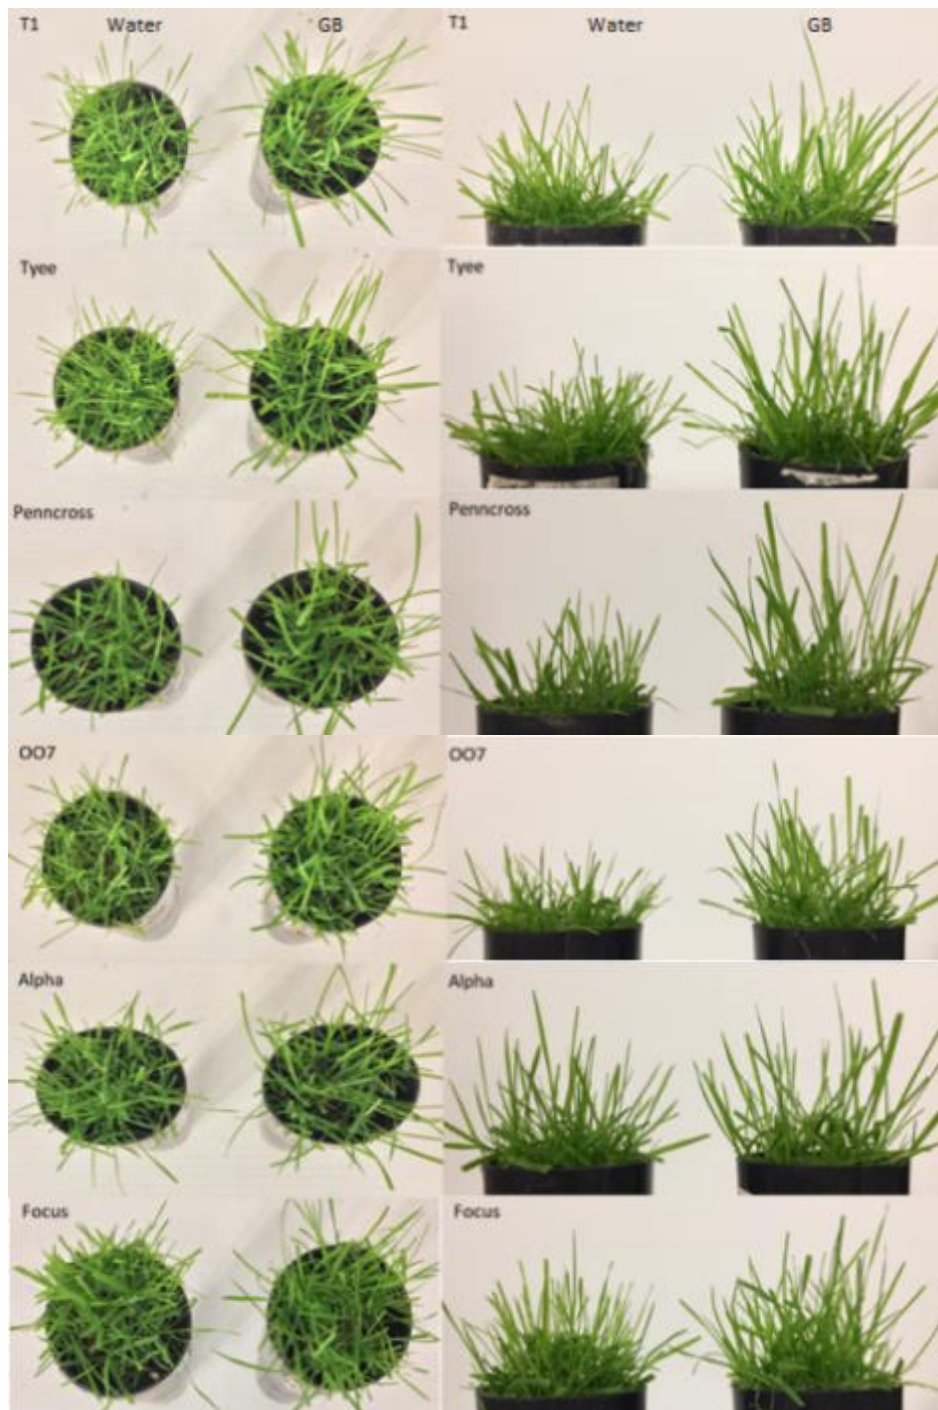 T1 Water GB T1 Water GB
Tyee Tyee
Penncross Penncross
OO7 OO7
Alpha Alpha
Focus Focus